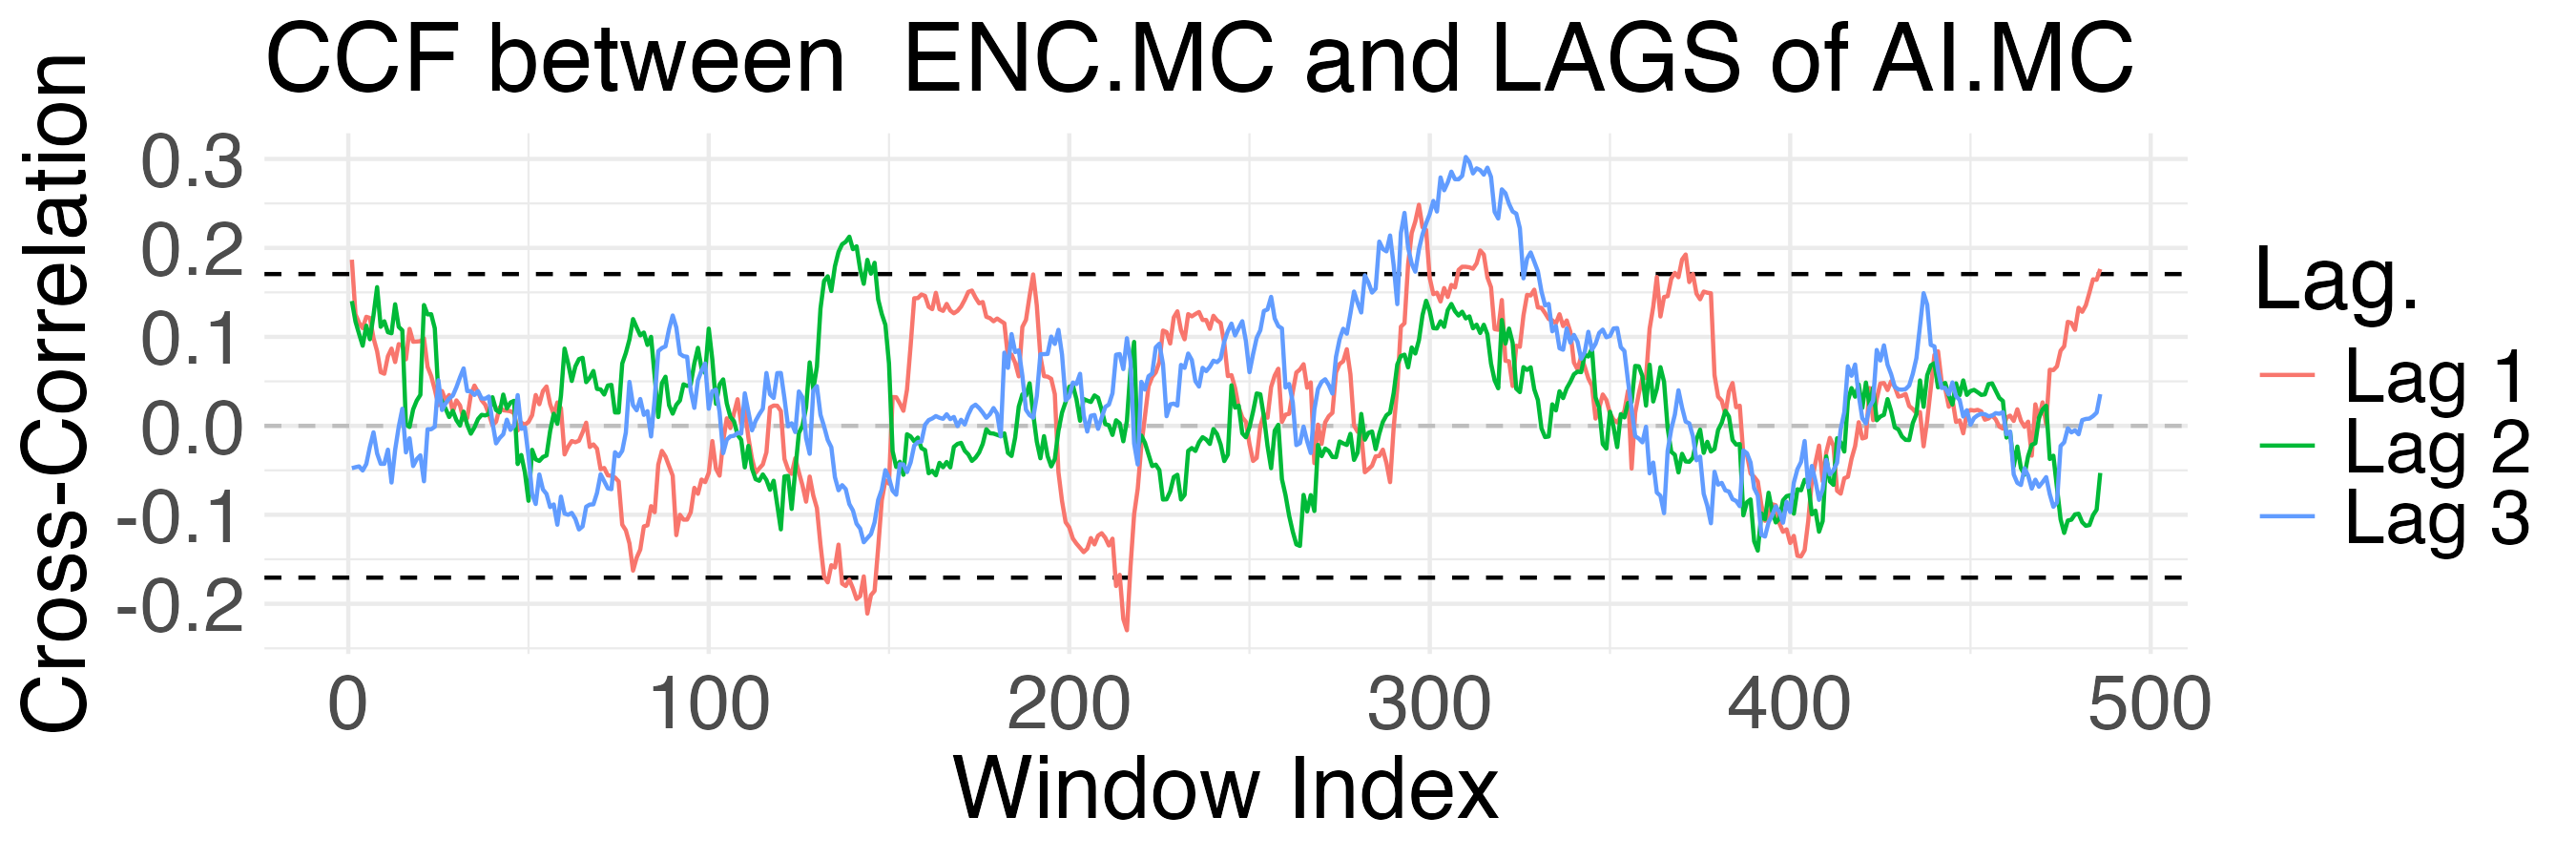 CCF between  ENC.MC and LAGS of AI.MC
Cross-Correlation
0.3
0.2
0.1
0.0
-0.1
-0.2
0 100 200 300 400 500
Window Index
Lag.
Lag 1
Lag 2
Lag 3